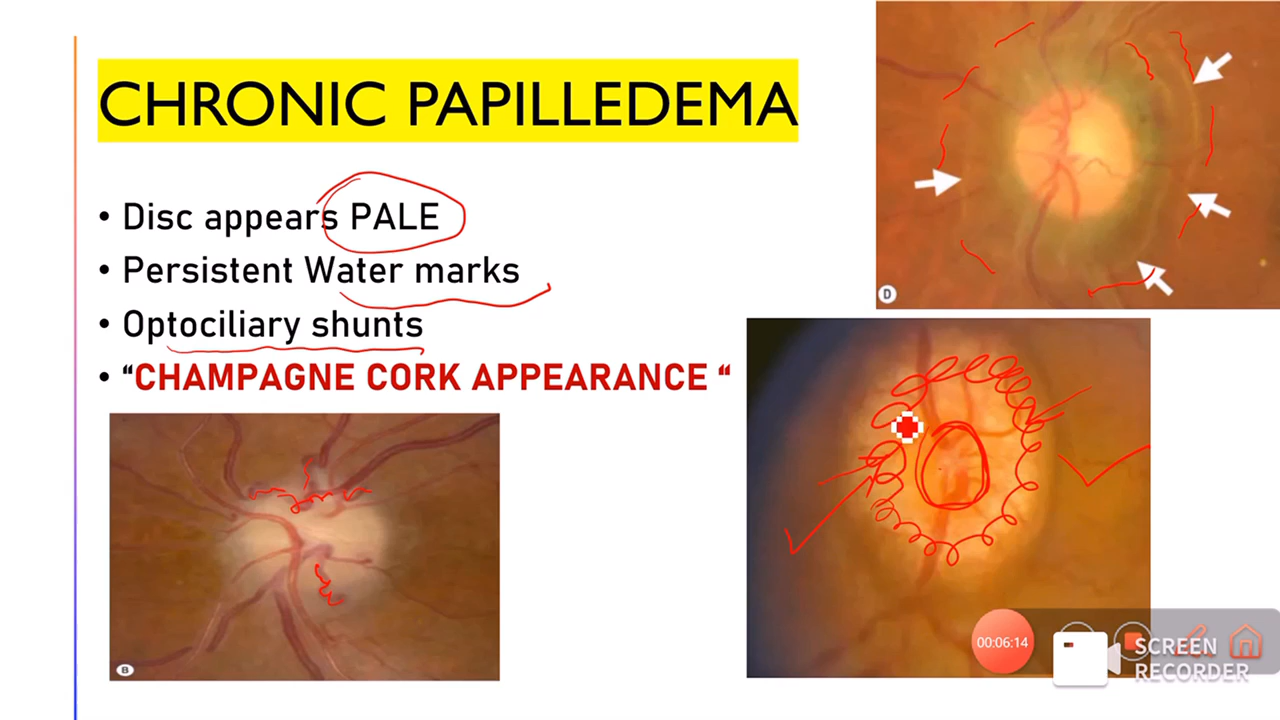 CHRONIC PAPILLEDEMA
• Disc appears PALE
• Persistent Water marks
• Optociliary shunts
• “CHAMPAGNE CORK APPEARANCE “
D
B
00:06:14
SCREEN
RECORDER